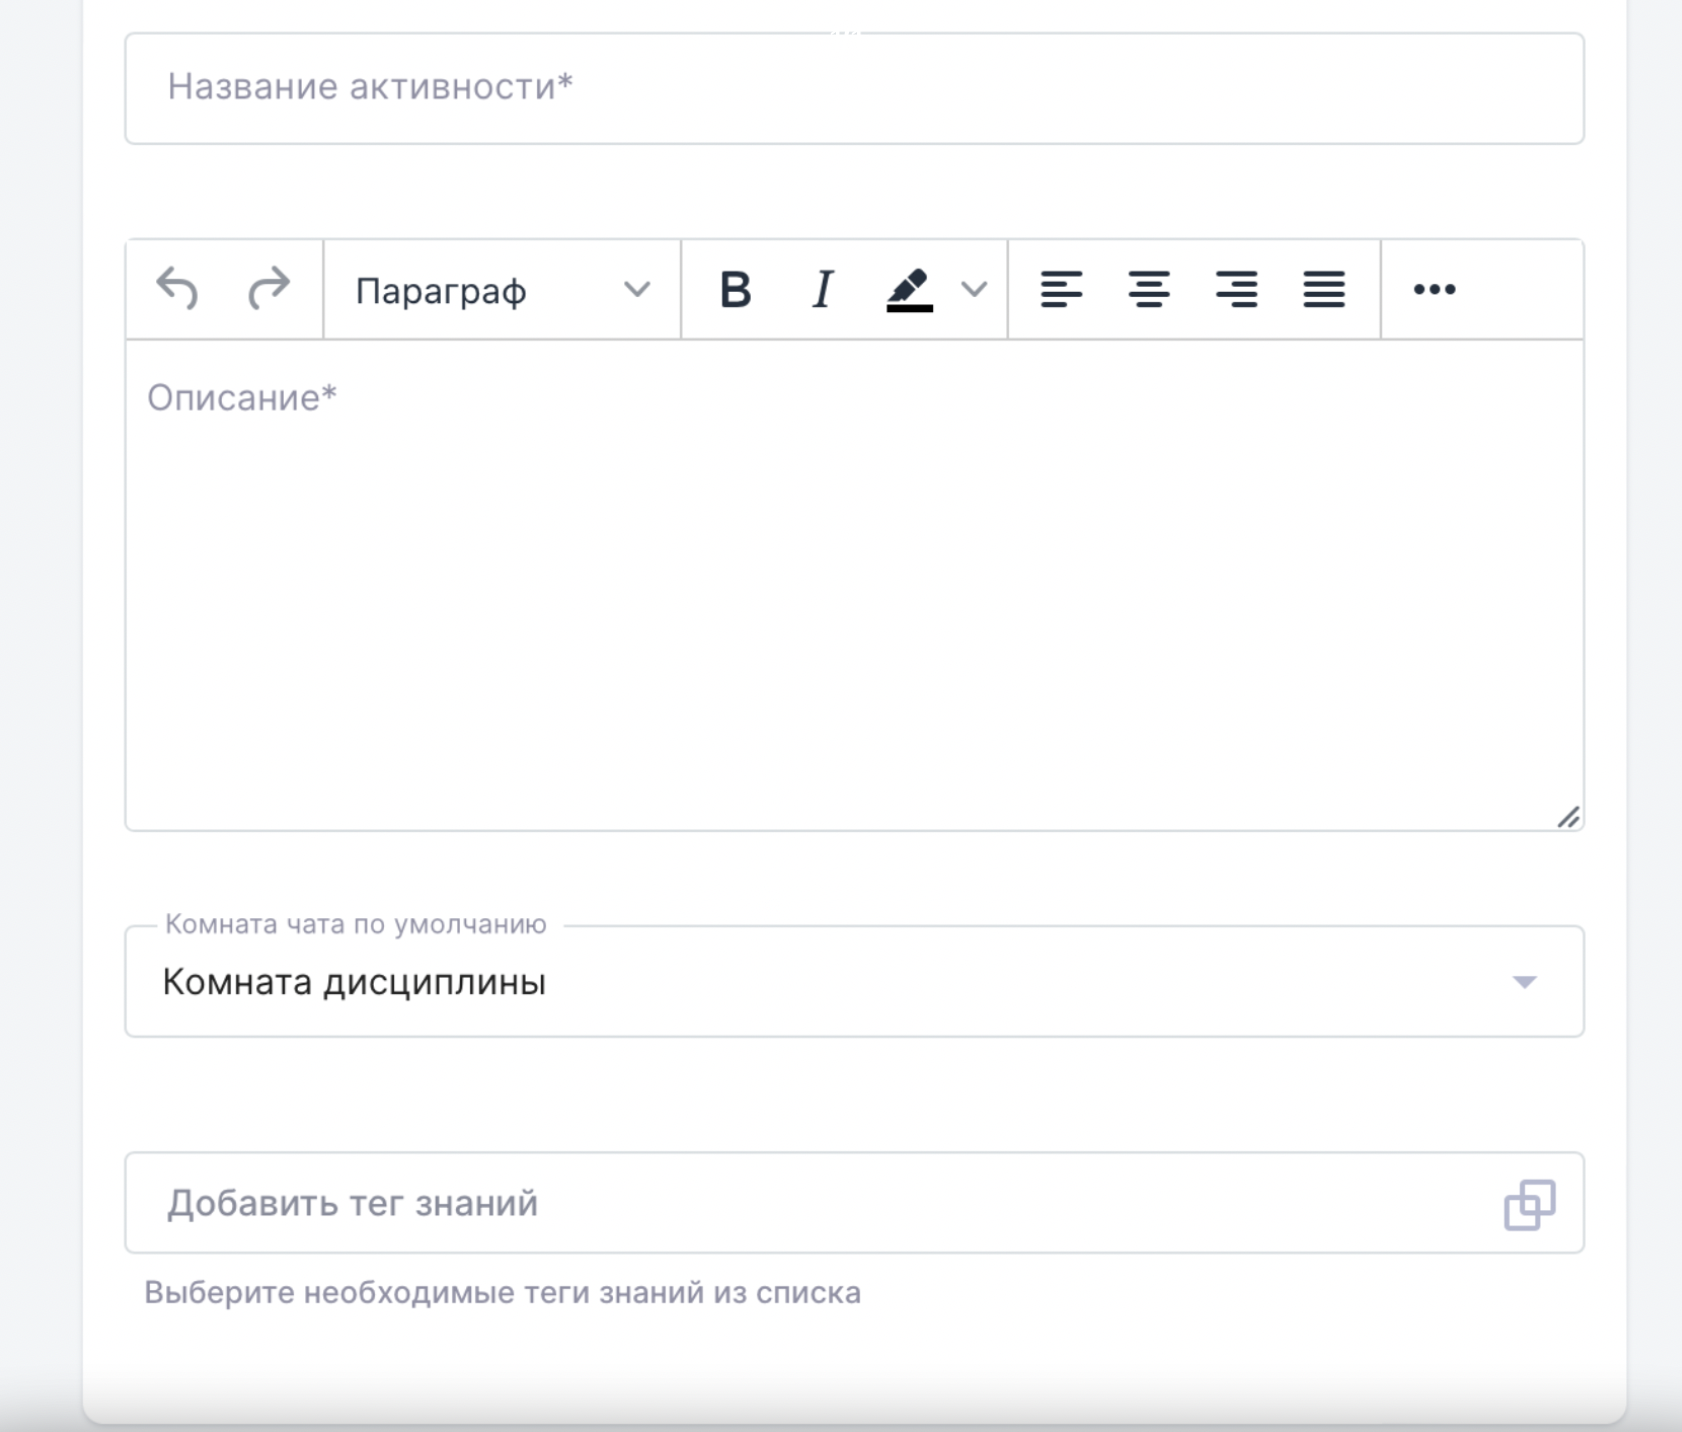 Название активности*
Параграф
B I
Описание*
Комната чата по умолчанию
Комната дисциплины
Добавить тег знаний
Выберите необходимые теги знаний из списка